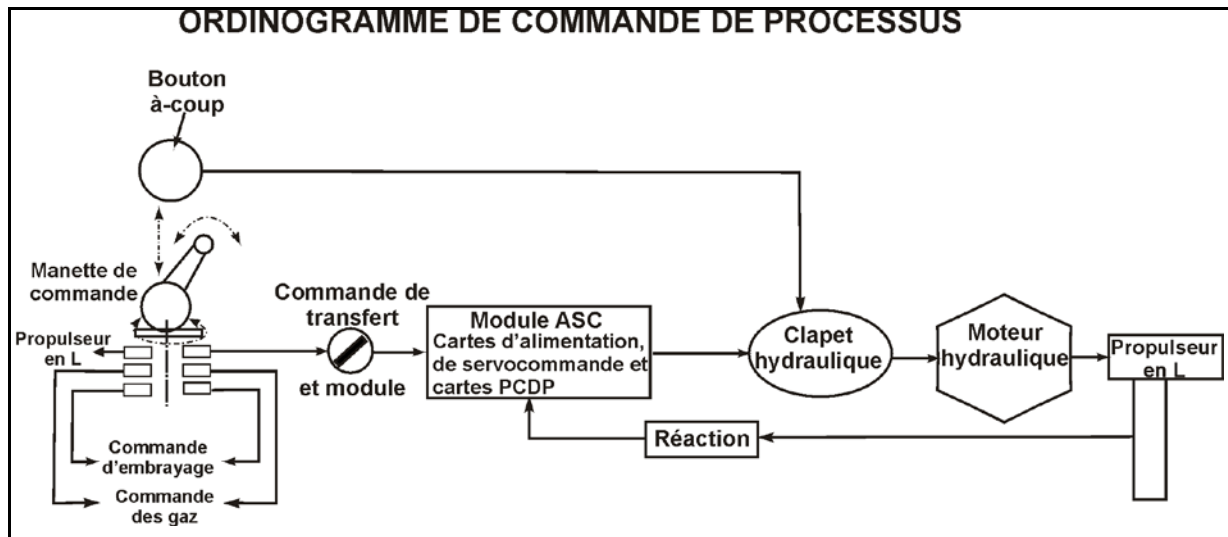 ORDINOGRAMME DE COMMANDE DE PROCESSUS
Bouton
à-coup
Manette de
commande
Propulseur
en L
Commande de
transfert
et module
Module ASC
Cartes d'alimentation,
de servocommande et
cartes PCDP
Clapet
hydraulique
Moteur
hydraulique
Propulseur
en L
Réaction
Commande
d'embrayage
Commande
des gaz